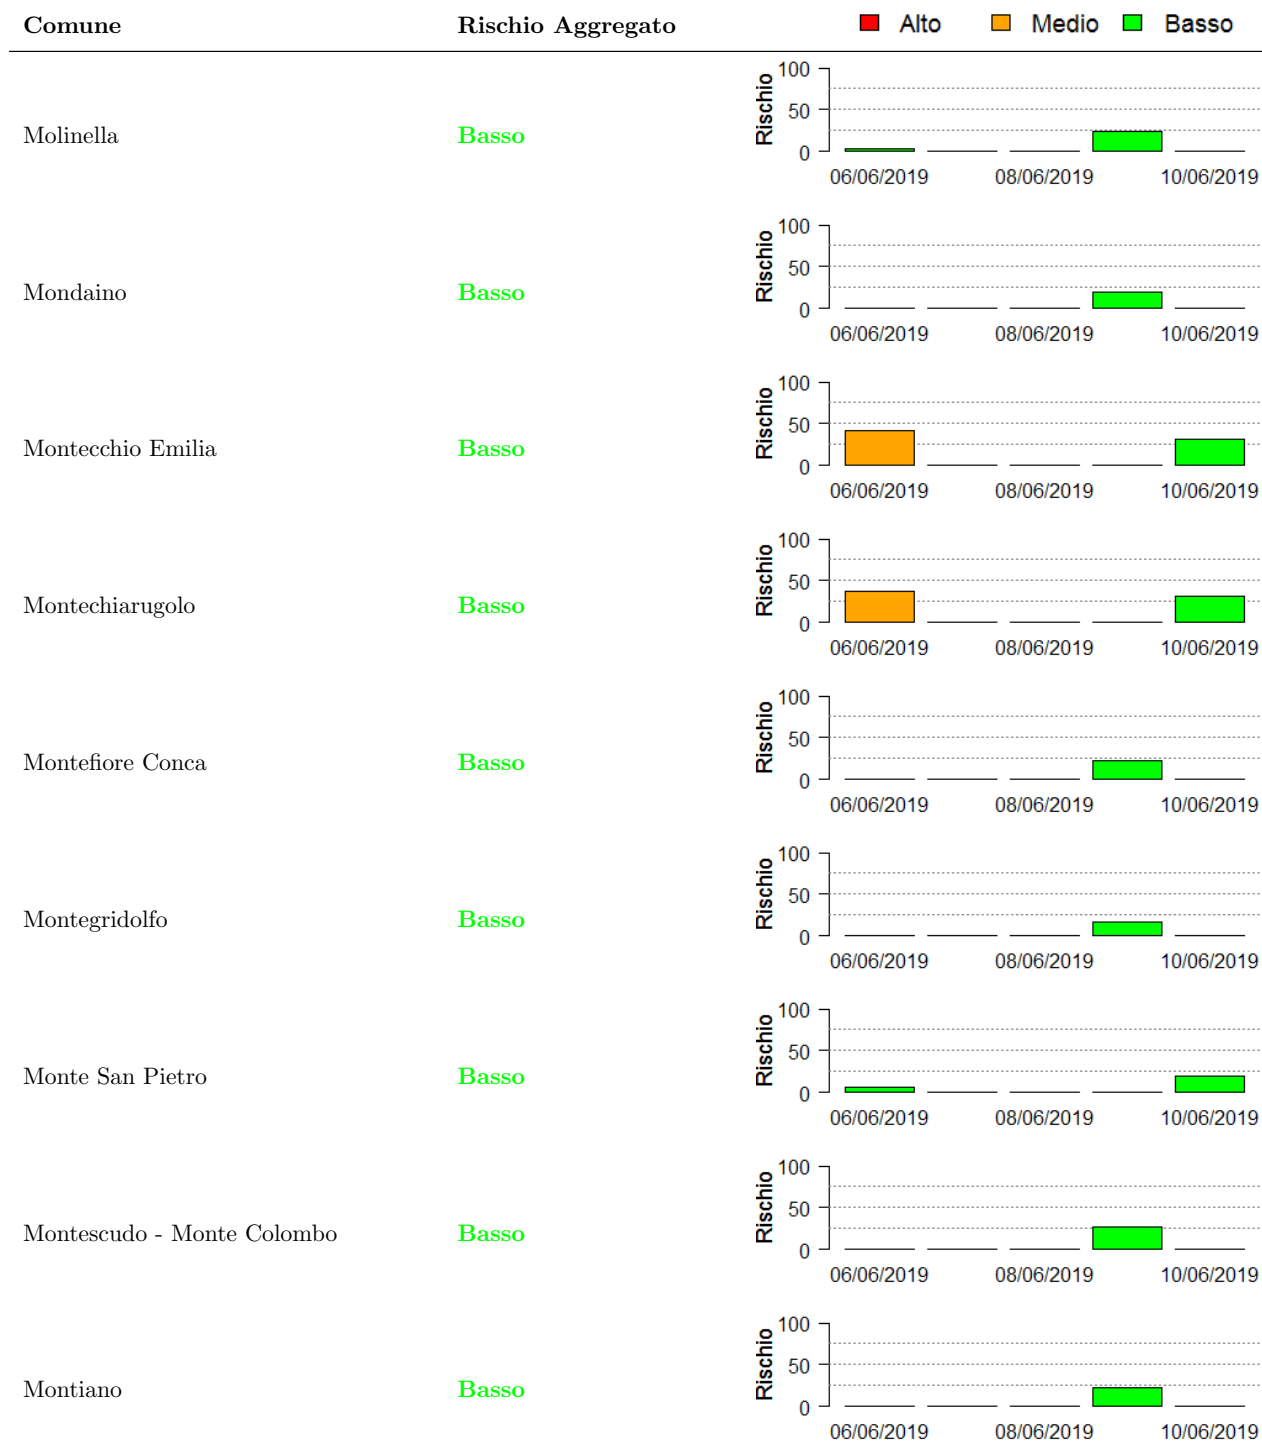 Comune Rischio Aggregato Alto Medio Basso
Molinella Basso
Rischio
100
50
0
06/06/2019 08/06/2019 10/06/2019
Mondaino Basso
Rischio
100
50
0
06/06/2019 08/06/2019 10/06/2019
Montecchio Emilia Basso
Rischio
100
50
0
06/06/2019 08/06/2019 10/06/2019
Montechiarugolo Basso
Rischio
100
50
0
06/06/2019 08/06/2019 10/06/2019
Montefiore Conca Basso
Rischio
100
50
0
06/06/2019 08/06/2019 10/06/2019
Montegridolfo Basso
Rischio
100
50
0
06/06/2019 08/06/2019 10/06/2019
Monte San Pietro Basso
Rischio
100
50
0
06/06/2019 08/06/2019 10/06/2019
Montescudo - Monte Colombo Basso
Rischio
100
50
0
06/06/2019 08/06/2019 10/06/2019
Montiano Basso
Rischio
100
50
0
06/06/2019 08/06/2019 10/06/2019